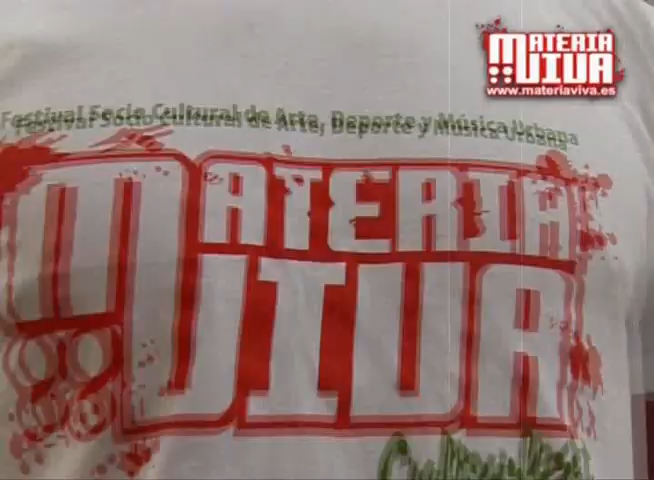 MATERIA
VIVA
www.materiaviva.es
Festival Socio Cultural de Arte, Deporte y Música Urbana
MATERIA
VIVA